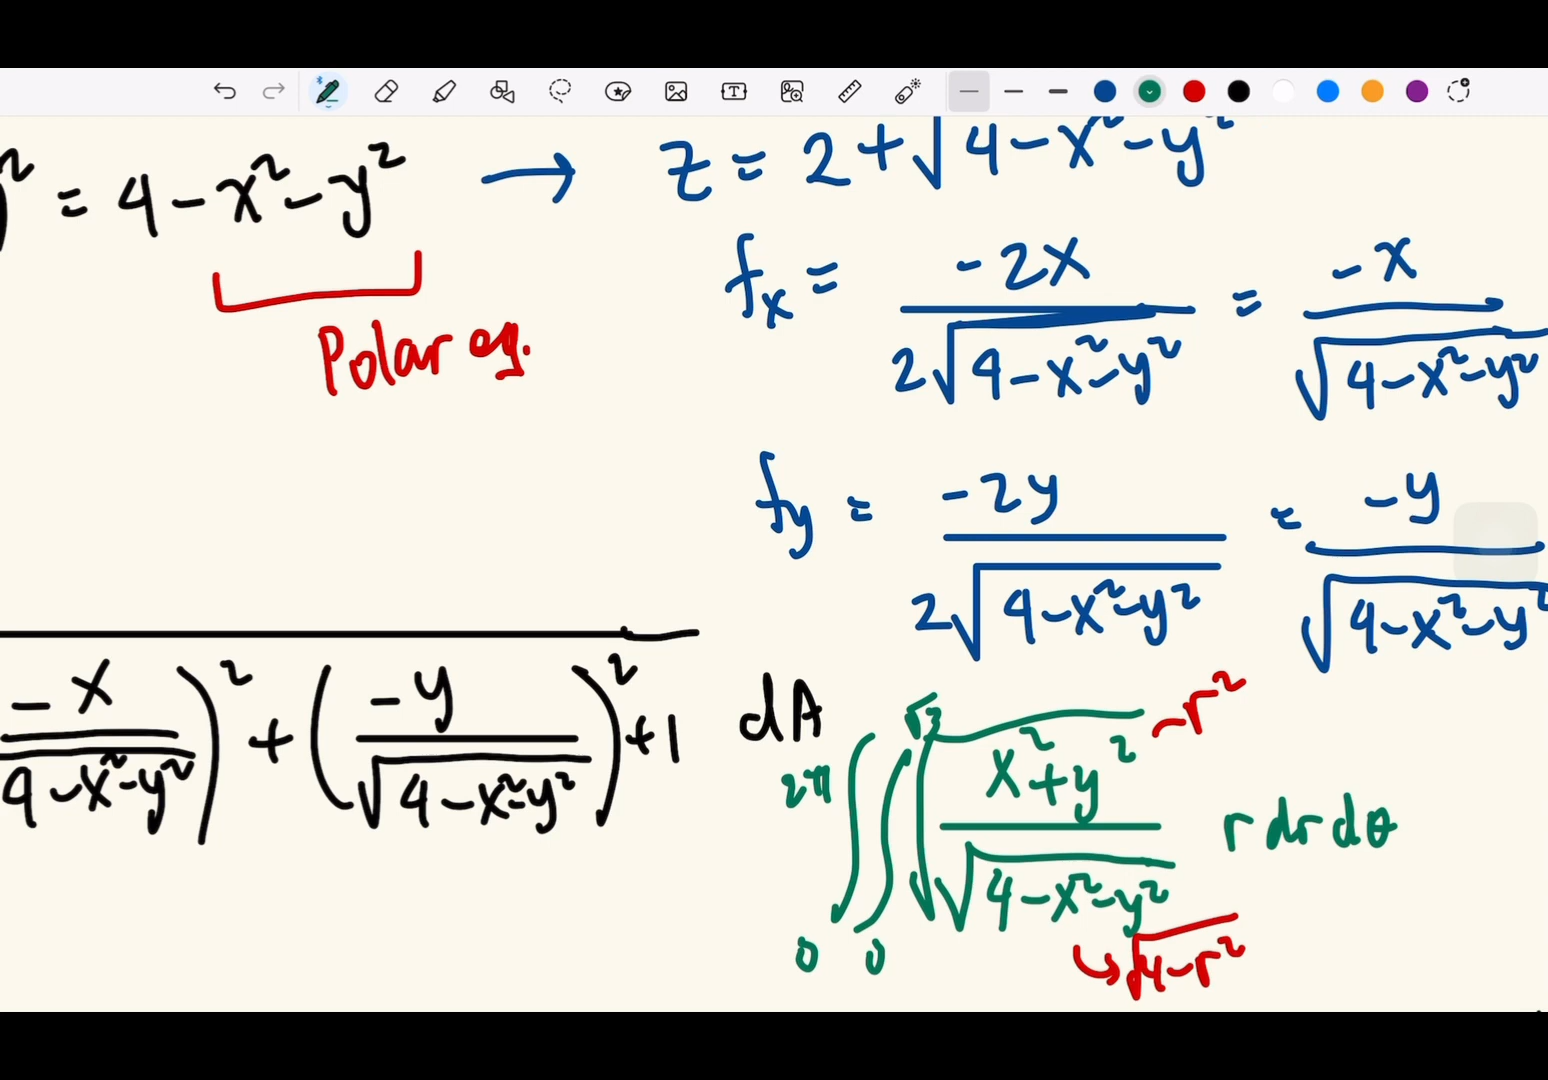 )² = 4-x²-y² → z = 2+√4-x²-y²
Polar eq.
fx = -2x / 2√4-x²-y² = -x / √4-x²-y²
fy = -2y / 2√4-x²-y² = -y / √4-x²-y²
-x / 4-x²-y² )² + ( -y / √4-x²-y² )² +1 dA
∫ 0 2π ∫ 0 √3 √ x²+y² / √4-x²-y² r dr dθ
-r²
↳ √4-r²